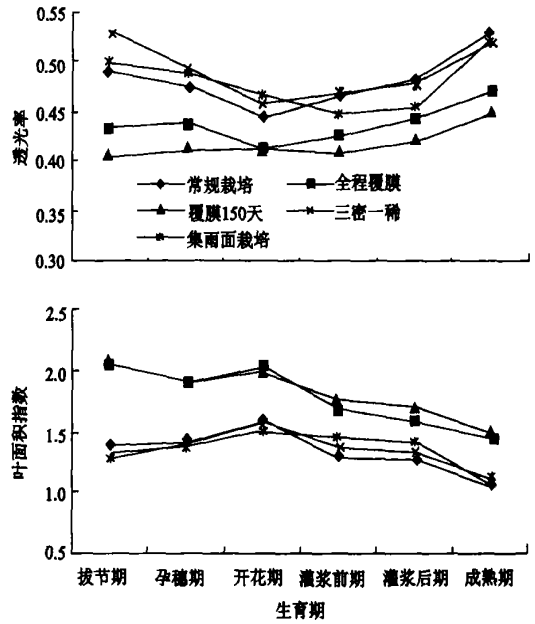 0.55
0.50
0.45
0.40
0.35
0.30
透光率
常规栽培
全程覆膜
覆膜150天
三密一稀
集雨面栽培
2.5
2.0
1.5
1.0
0.5
叶面积指数
拔节期 孕穗期 开花期 灌浆前期 灌浆后期 成熟期
生育期